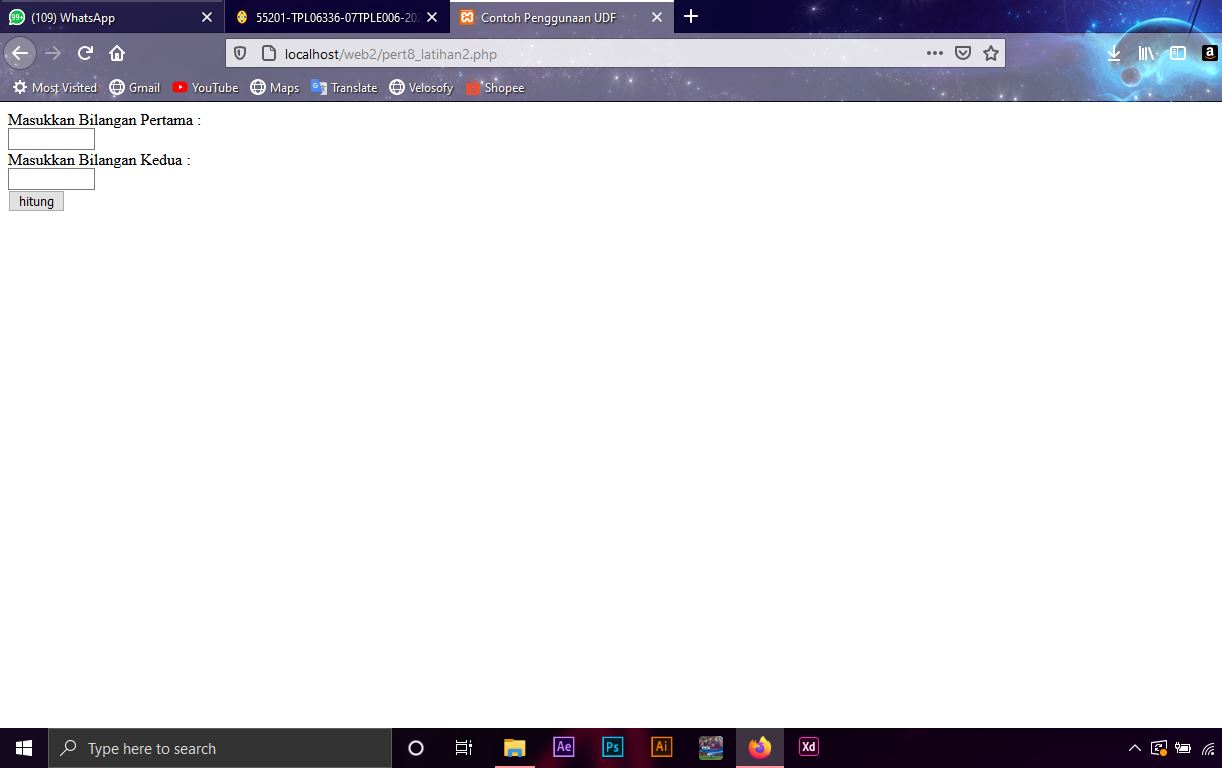 (109) WhatsApp
55201-TPL06336-07TPLE006-202
Contoh Penggunaan UDF
localhost/web2/pert8_latihan2.php
Most Visited Gmail YouTube Maps Translate Velosofy Shopee
Masukkan Bilangan Pertama :
Masukkan Bilangan Kedua :
hitung
Type here to search
Ae Ps Ai Xd